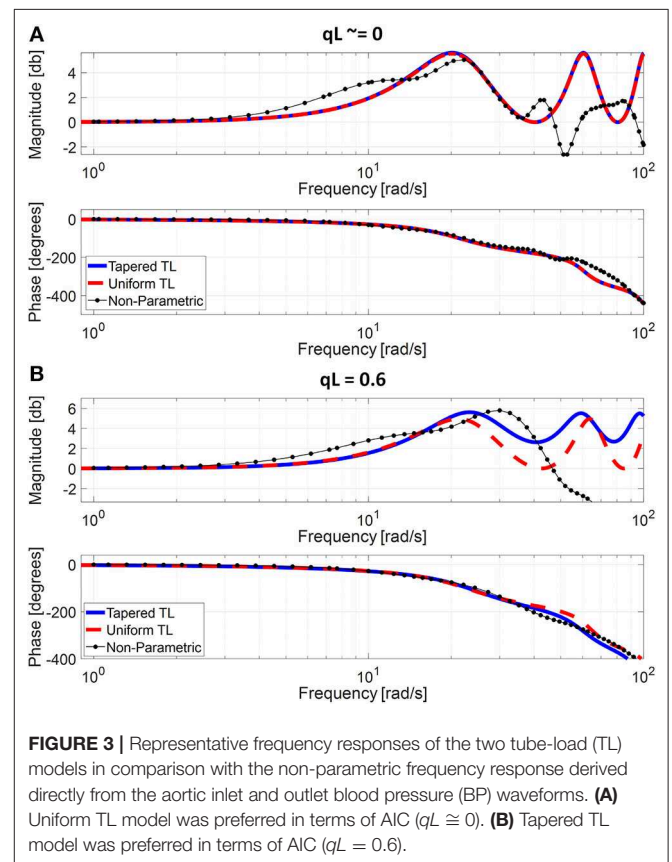 A
qL ~= 0
Magnitude [db]
4
2
0
-2
10^0
10^1
10^2
Frequency [rad/s]
Phase [degrees]
0
-200
-400
Tapered TL
Uniform TL
Non-Parametric
10^0
10^1
10^2
Frequency [rad/s]
B
qL = 0.6
Magnitude [db]
6
4
2
0
-2
10^0
10^1
10^2
Frequency [rad/s]
Phase [degrees]
0
-200
-400
Tapered TL
Uniform TL
Non-Parametric
10^0
10^1
10^2
Frequency [rad/s]
FIGURE 3 | Representative frequency responses of the two tube-load (TL)
models in comparison with the non-parametric frequency response derived
directly from the aortic inlet and outlet blood pressure (BP) waveforms. (A)
Uniform TL model was preferred in terms of AIC (qL ≅ 0). (B) Tapered TL
model was preferred in terms of AIC (qL = 0.6).